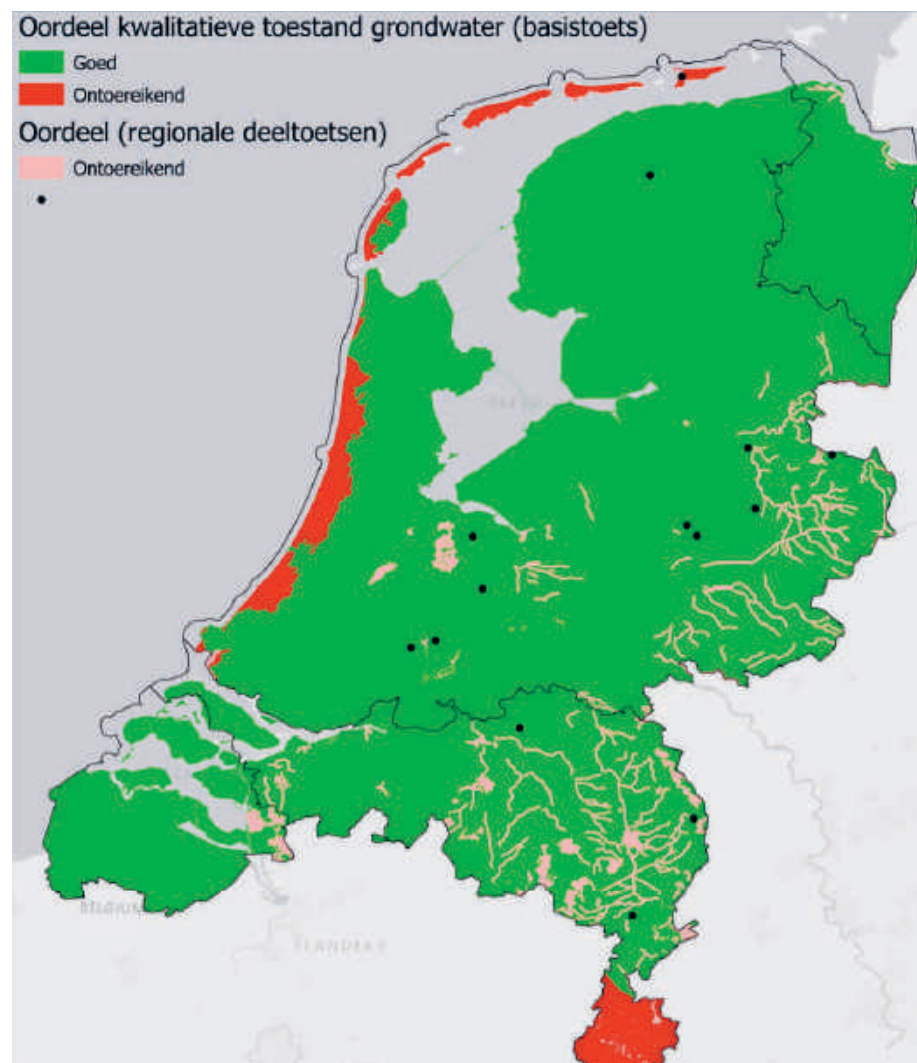 Oordeel kwalitatieve toestand grondwater (basistoets)
Goed
Ontoereikend
Oordeel (regionale deeltoetsen)
Ontoereikend
BELGIUM
FLANDERS